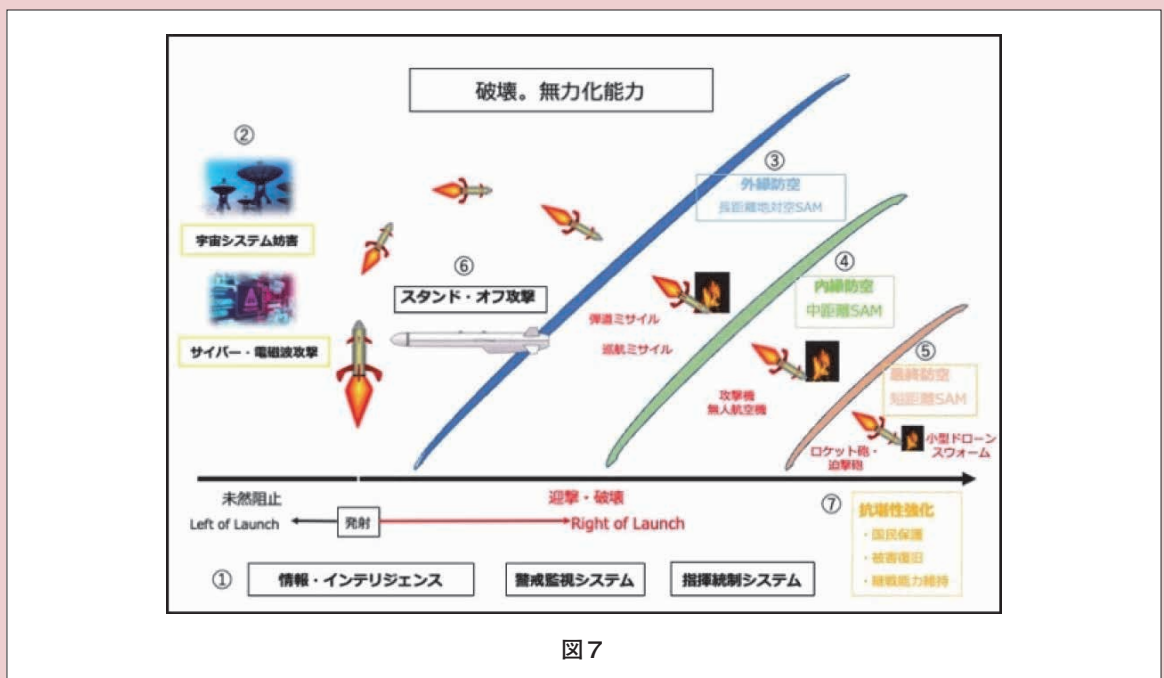 破壊。無力化能力
②
宇宙システム妨害
サイバー・電磁波攻撃
⑥
スタンド・オフ攻撃
③
外縁防空
長距離地対空SAM
弾道ミサイル
巡航ミサイル
④
内縁防空
中距離SAM
攻撃機
無人航空機
⑤
最終防空
短距離SAM
ロケット砲・
迫撃砲
小型ドローン
スウォーム
未然阻止
Left of Launch
発射
迎撃・破壊
Right of Launch
⑦
抗堪性強化
・国民保護
・被害復旧
・継戦能力維持
①
情報・インテリジェンス
警戒監視システム
指揮統制システム
図7